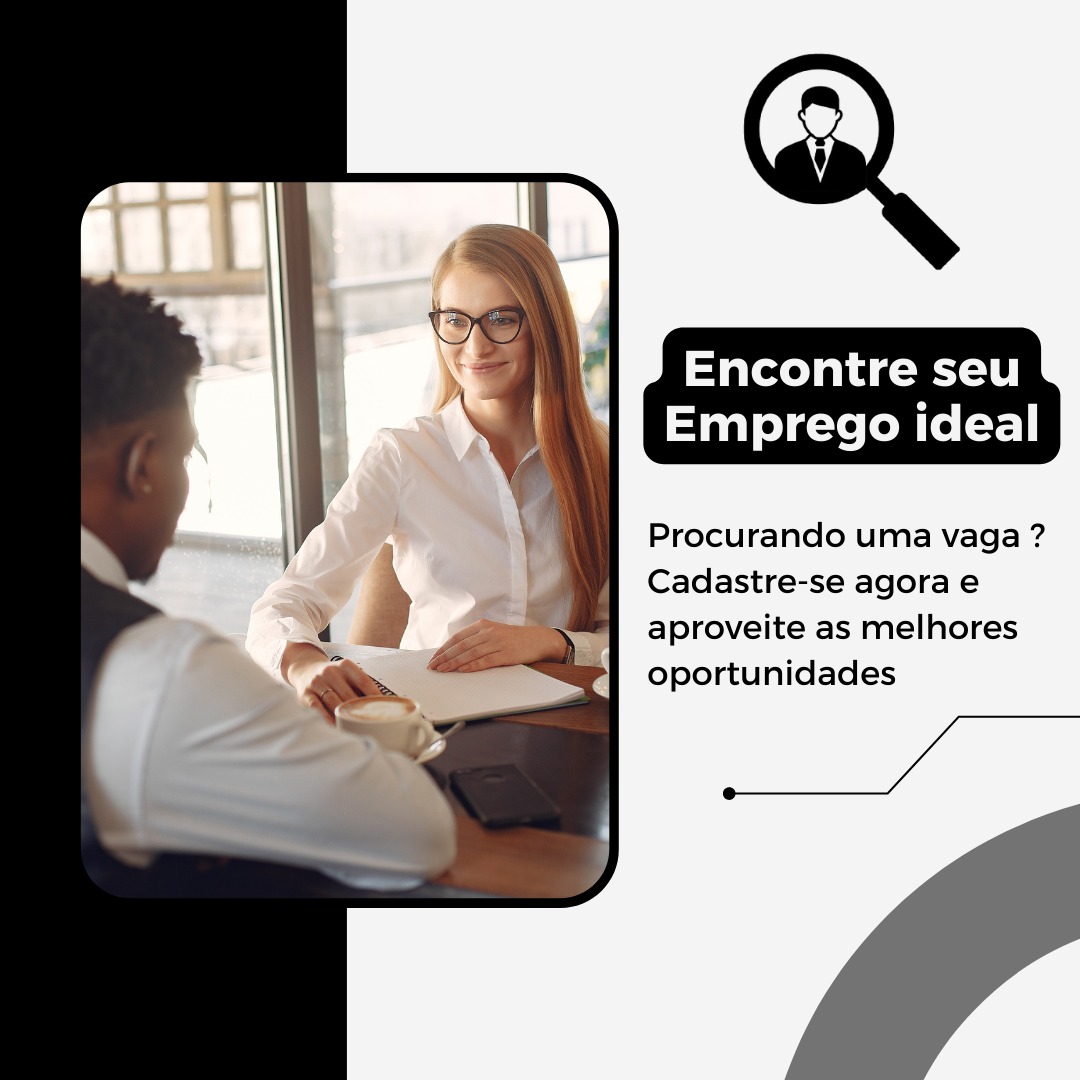 Encontre seu
Emprego ideal
Procurando uma vaga ?
Cadastre-se agora e
aproveite as melhores
oportunidades